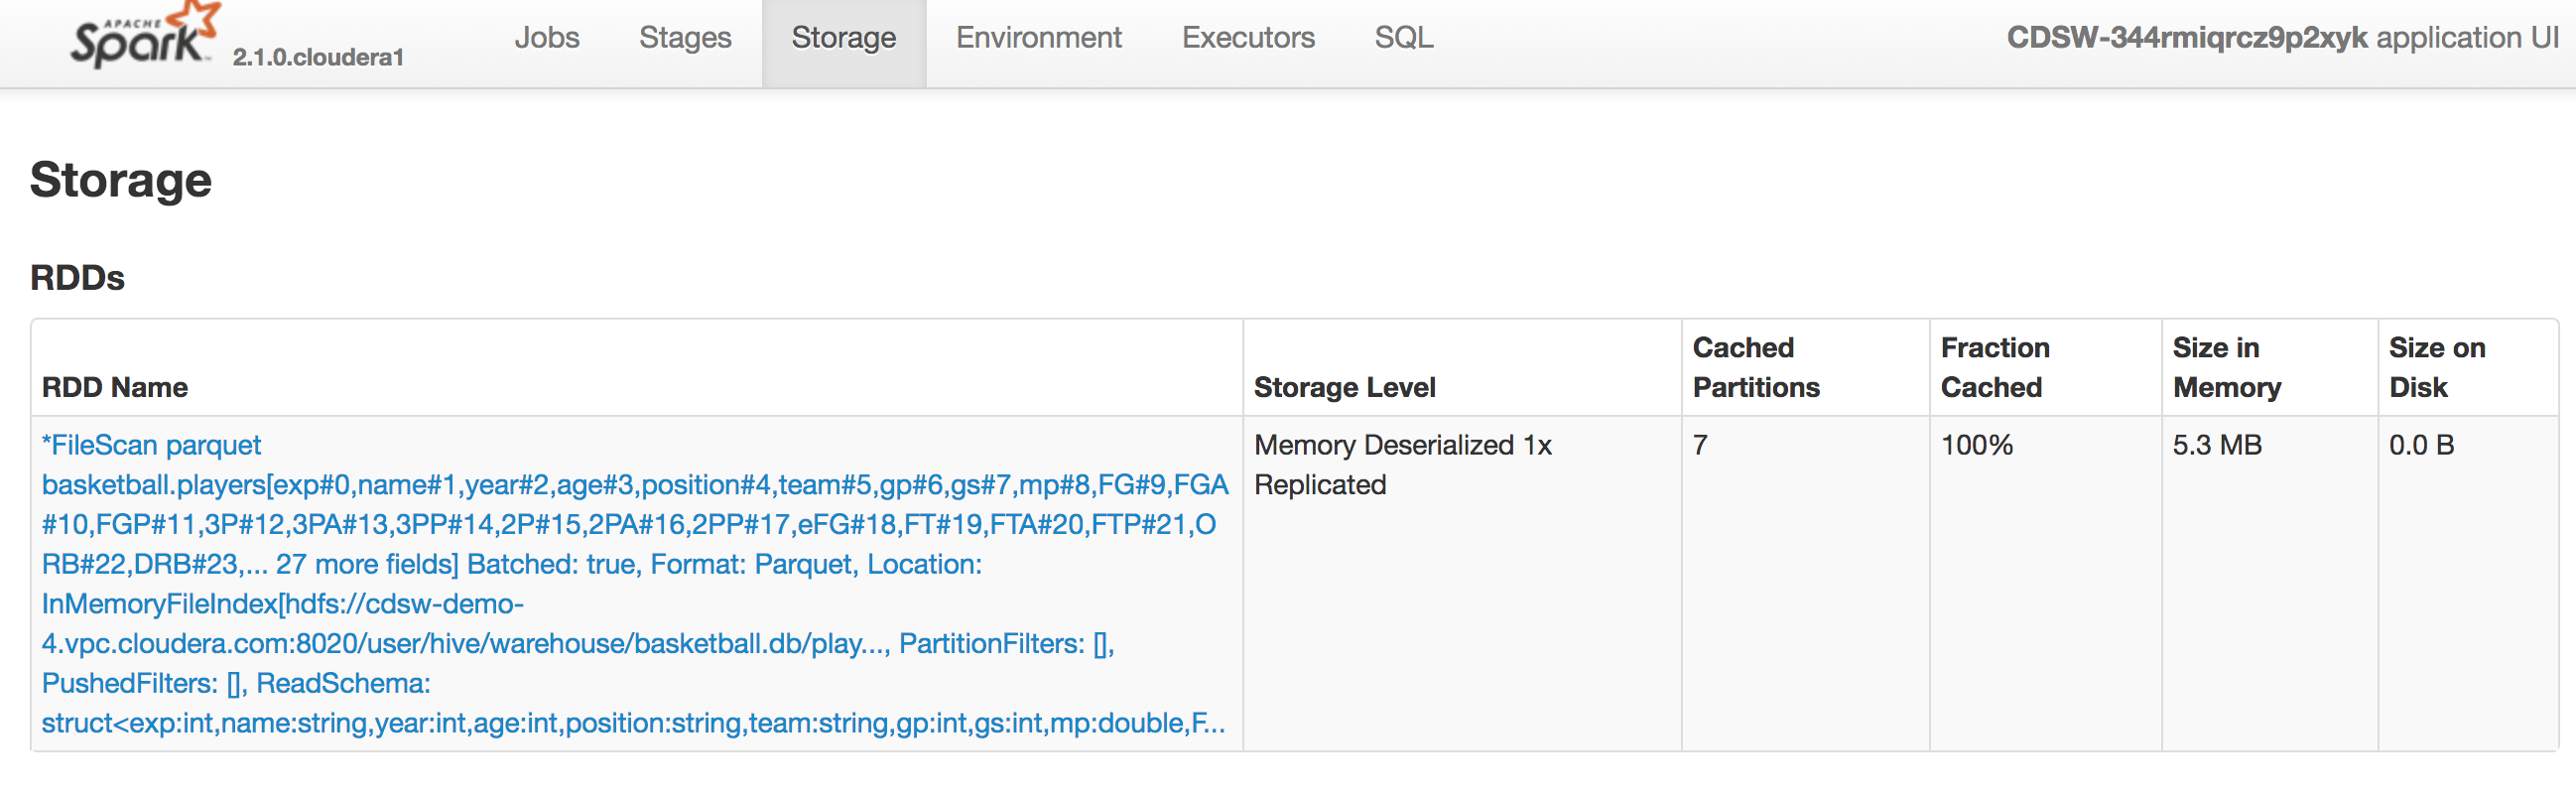 APACHE
Spark 2.1.0.cloudera1 Jobs Stages Storage Environment Executors SQL CDSW-344rmiqrcz9p2xyk application UI
Storage
RDDs
RDD Name Storage Level Cached Partitions Fraction Cached Size in Memory Size on Disk
*FileScan parquet Memory Deserialized 1x 7 100% 5.3 MB 0.0 B
basketball.players[exp#0,name#1,year#2,age#3,position#4,team#5,gp#6,gs#7,mp#8,FG#9,FGA Replicated
#10,FGP#11,3P#12,3PA#13,3PP#14,2P#15,2PA#16,2PP#17,eFG#18,FT#19,FTA#20,FTP#21,O
RB#22,DRB#23,... 27 more fields] Batched: true, Format: Parquet, Location:
InMemoryFileIndex[hdfs://cdsw-demo-
4.vpc.cloudera.com:8020/user/hive/warehouse/basketball.db/play..., PartitionFilters: [],
PushedFilters: [], ReadSchema:
struct<exp:int,name:string,year:int,age:int,position:string,team:string,gp:int,gs:int,mp:double,F...